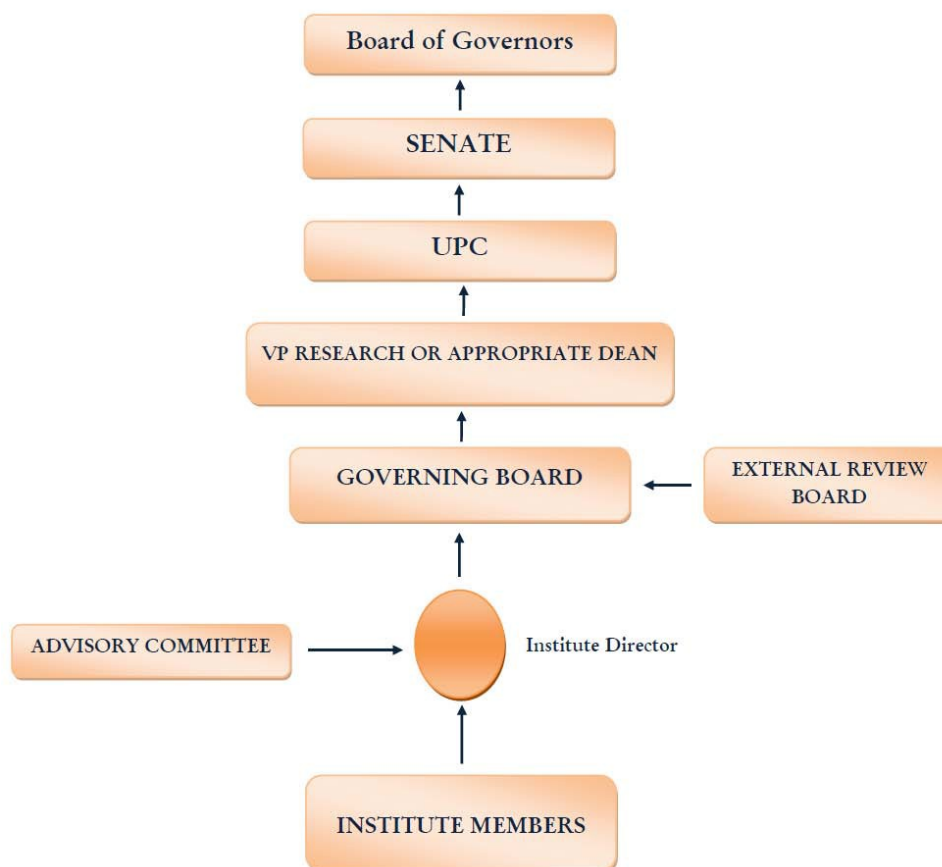 Board of Governors
SENATE
UPC
VP RESEARCH OR APPROPRIATE DEAN
GOVERNING BOARD
EXTERNAL REVIEW
BOARD
ADVISORY COMMITTEE
Institute Director
INSTITUTE MEMBERS